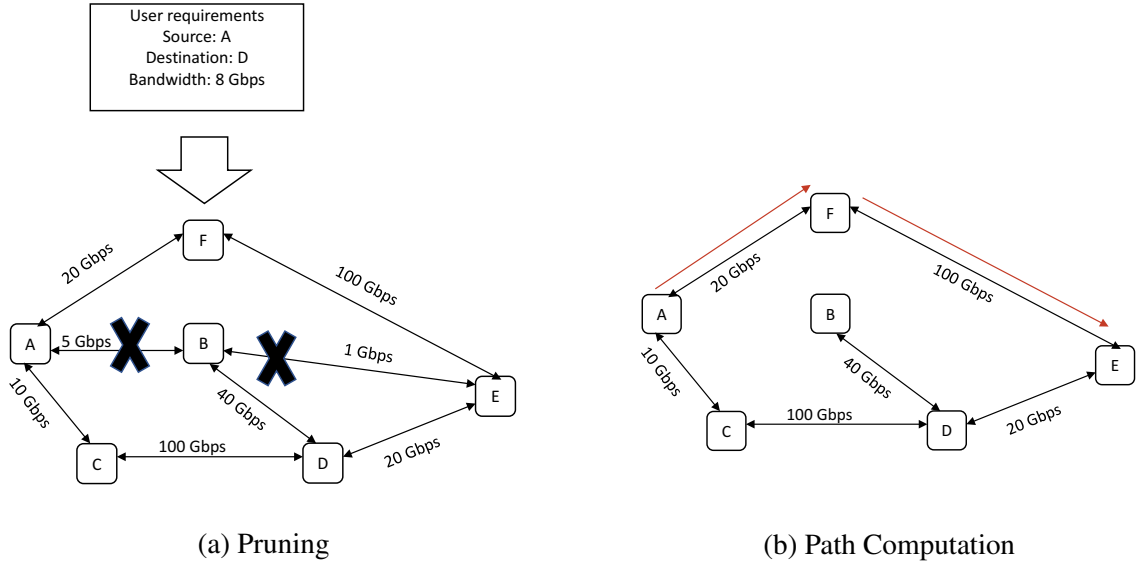 User requirements
Source: A
Destination: D
Bandwidth: 8 Gbps
F
20 Gbps
100 Gbps
A
5 Gbps
B
1 Gbps
E
10 Gbps
40 Gbps
C
100 Gbps
D
20 Gbps
(a) Pruning
F
20 Gbps
100 Gbps
A
B
E
10 Gbps
40 Gbps
C
100 Gbps
D
20 Gbps
(b) Path Computation